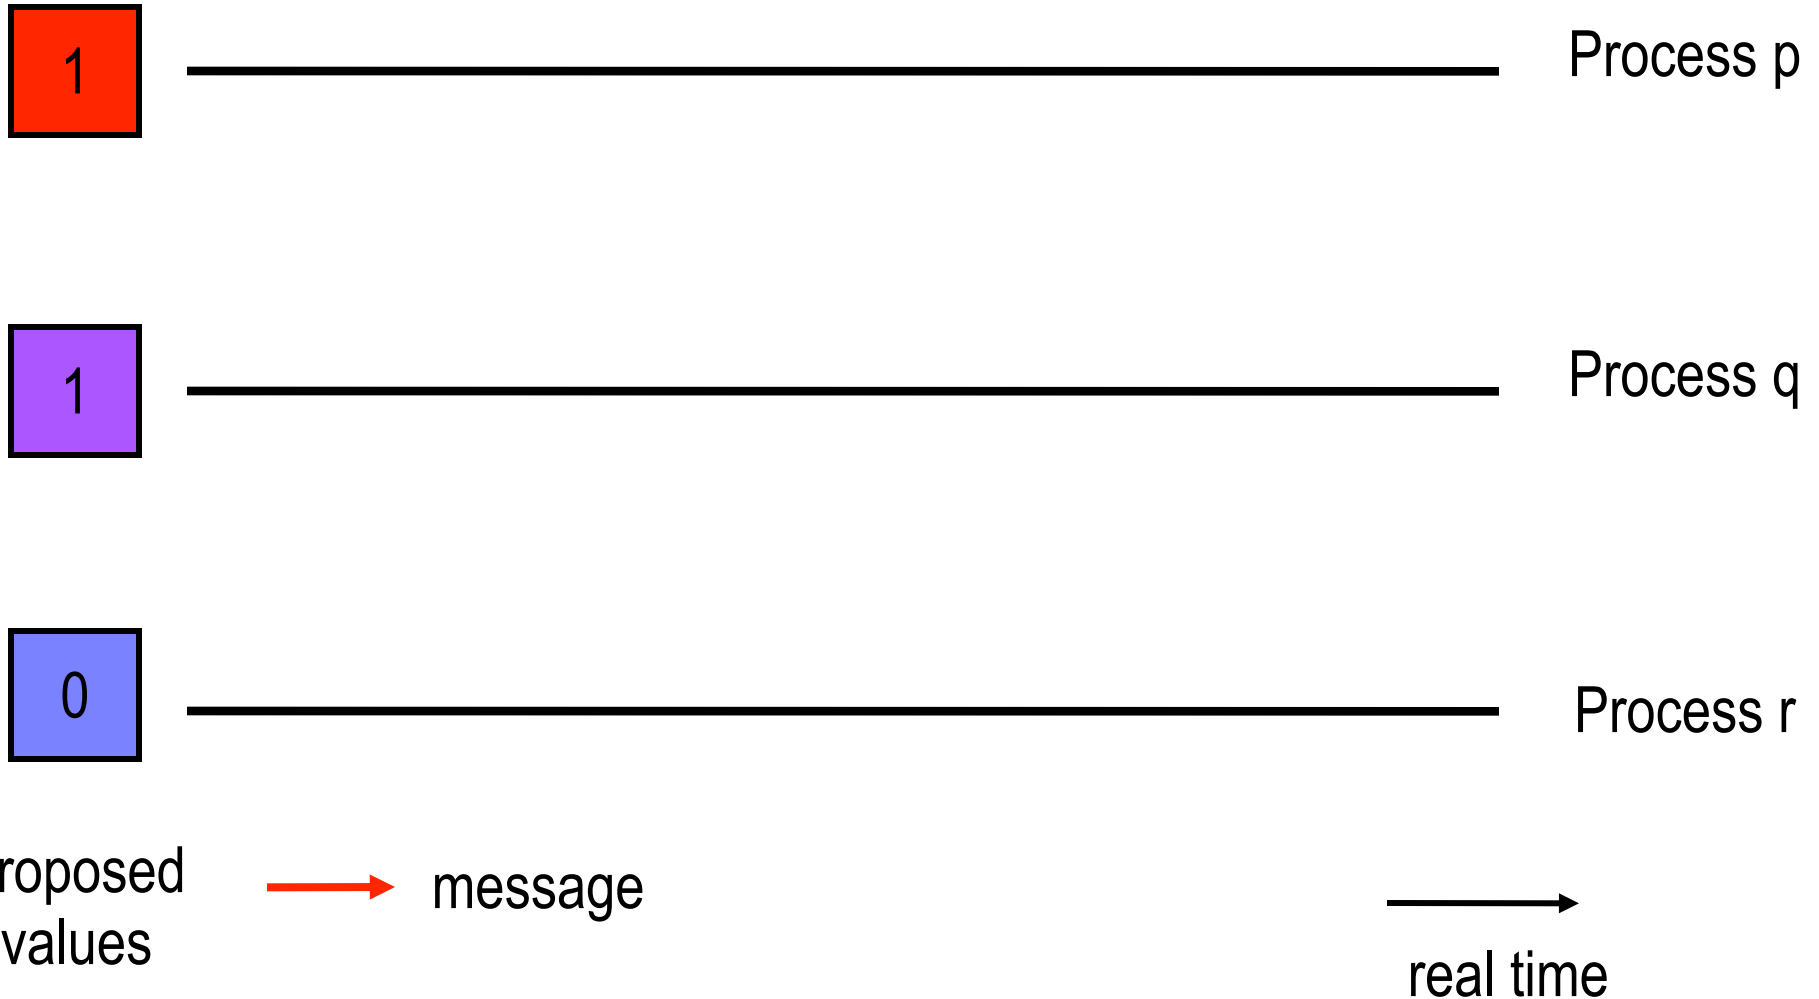 1
Process p
1
Process q
0
Process r
roposed
values
message
real time